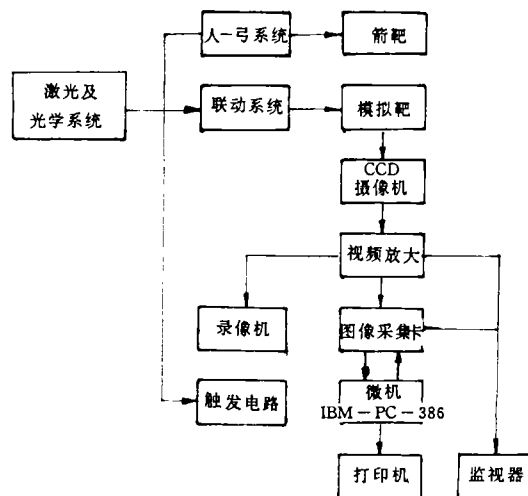 人－弓系统
箭靶
激光及
光学系统
联动系统
模拟靶
CCD
摄像机
视频放大
录像机
图像采集卡
触发电路
微机
IBM－PC－386
打印机
监视器